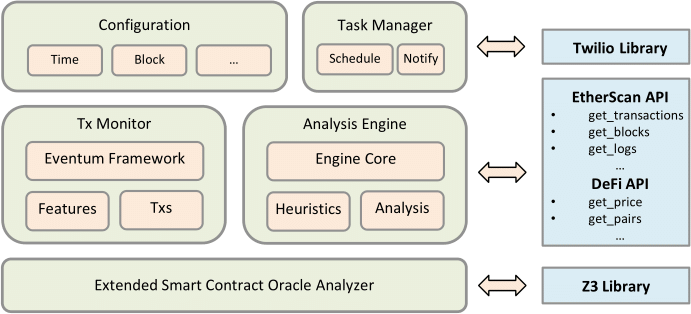 Configuration
Time
Block
...
Task Manager
Schedule
Notify
Twilio Library
Tx Monitor
Eventum Framework
Features
Txs
Analysis Engine
Engine Core
Heuristics
Analysis
EtherScan API
• get_transactions
• get_blocks
• get_logs
...
DeFi API
• get_price
• get_pairs
...
Extended Smart Contract Oracle Analyzer
Z3 Library